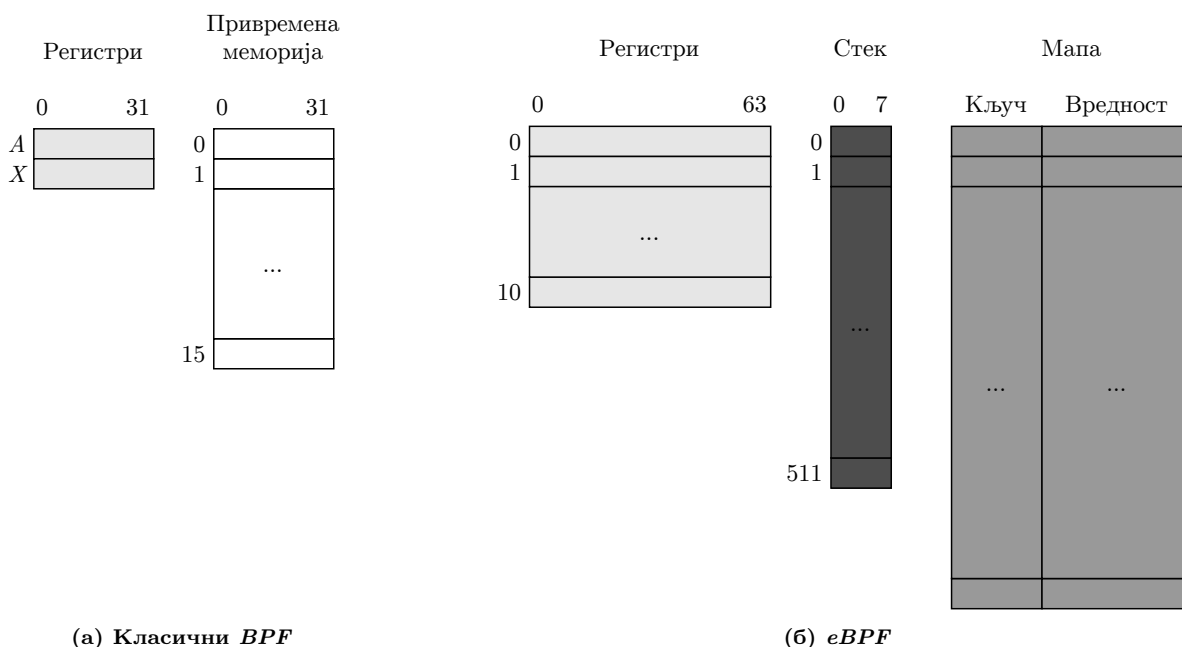 Регистри
Привремена
меморија
0 31
0 31
A
X
0
1
...
15
(а) Класични BPF
Регистри
Стек
Мапа
0 63
0 7
Кључ Вредност
0
1
...
10
0
1
...
511
... ...
(б) eBPF